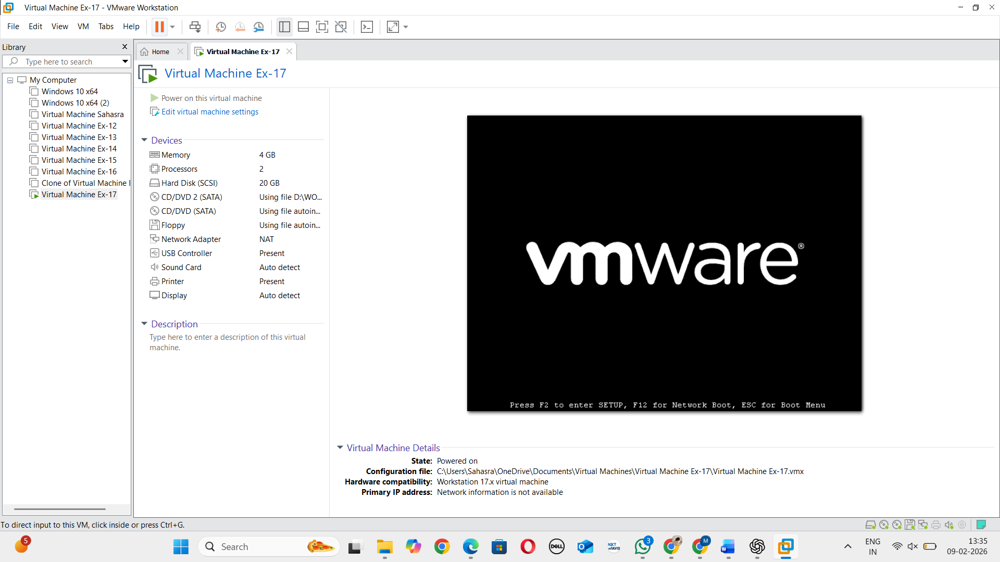 Virtual Machine Ex-17 - VMware Workstation
File Edit View VM Tabs Help
Library
Type here to search
My Computer
Windows 10 x64
Windows 10 x64 (2)
Virtual Machine Sahasra
Virtual Machine Ex-12
Virtual Machine Ex-13
Virtual Machine Ex-14
Virtual Machine Ex-15
Virtual Machine Ex-16
Clone of Virtual Machine
Virtual Machine Ex-17
Home
Virtual Machine Ex-17
Virtual Machine Ex-17
Power on this virtual machine
Edit virtual machine settings
Devices
Memory 4 GB
Processors 2
Hard Disk (SCSI) 20 GB
CD/DVD 2 (SATA) Using file D:\WO...
CD/DVD (SATA) Using file autoin...
Floppy Using file autoin...
Network Adapter NAT
USB Controller Present
Sound Card Auto detect
Printer Present
Display Auto detect
Description
Type here to enter a description of this virtual
machine.
vmware®
Press F2 to enter SETUP, F12 for Network Boot, ESC for Boot Menu
Virtual Machine Details
State: Powered on
Configuration file: C:\Users\Sahasra\OneDrive\Documents\Virtual Machines\Virtual Machine Ex-17\Virtual Machine Ex-17.vmx
Hardware compatibility: Workstation 17.x virtual machine
Primary IP address: Network information is not available
To direct input to this VM, click inside or press Ctrl+G.
5
Search
DELL
NXT
WAVE
3
M
W
ENG
IN
13:35
09-02-2026